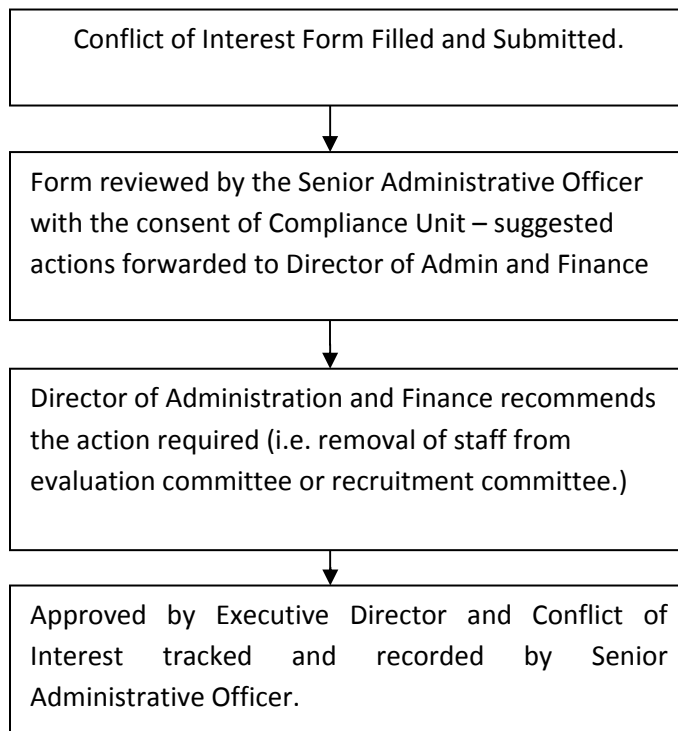 Conflict of Interest Form Filled and Submitted.
Form reviewed by the Senior Administrative Officer
with the consent of Compliance Unit – suggested
actions forwarded to Director of Admin and Finance
Director of Administration and Finance recommends
the action required (i.e. removal of staff from
evaluation committee or recruitment committee.)
Approved by Executive Director and Conflict of
Interest tracked and recorded by Senior
Administrative Officer.